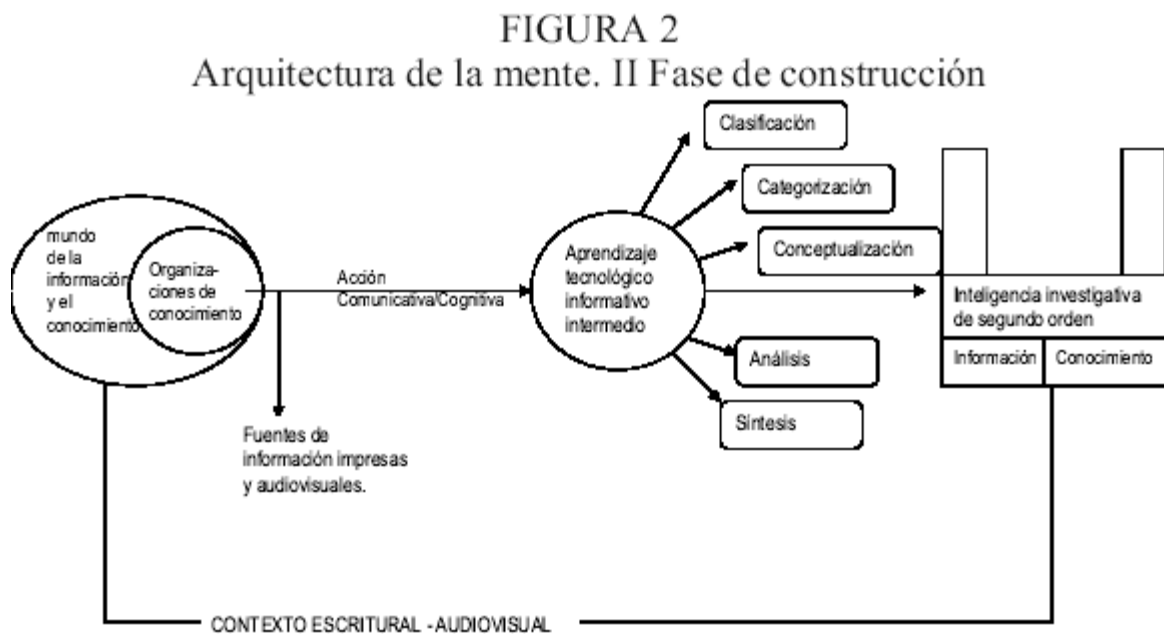 FIGURA 2
Arquitectura de la mente. II Fase de construcción
mundo
de la
información
y el
conocimiento
Organiza-
ciones de
conocimiento
Acción
Comunicativa/Cognitiva
Fuentes de
información impresas
y audiovisuales.
Aprendizaje
tecnológico
informativo
intermedio
Clasificación
Categorización
Conceptualización
Análisis
Síntesis
Inteligencia investigativa
de segundo orden
Información
Conocimiento
CONTEXTO ESCRITURAL - AUDIOVISUAL